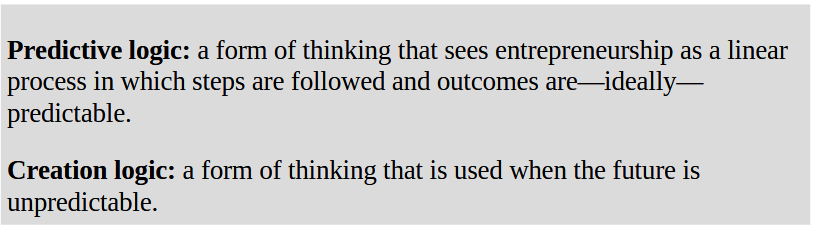 Predictive logic: a form of thinking that sees entrepreneurship as a linear
process in which steps are followed and outcomes are—ideally—
predictable.
Creation logic: a form of thinking that is used when the future is
unpredictable.